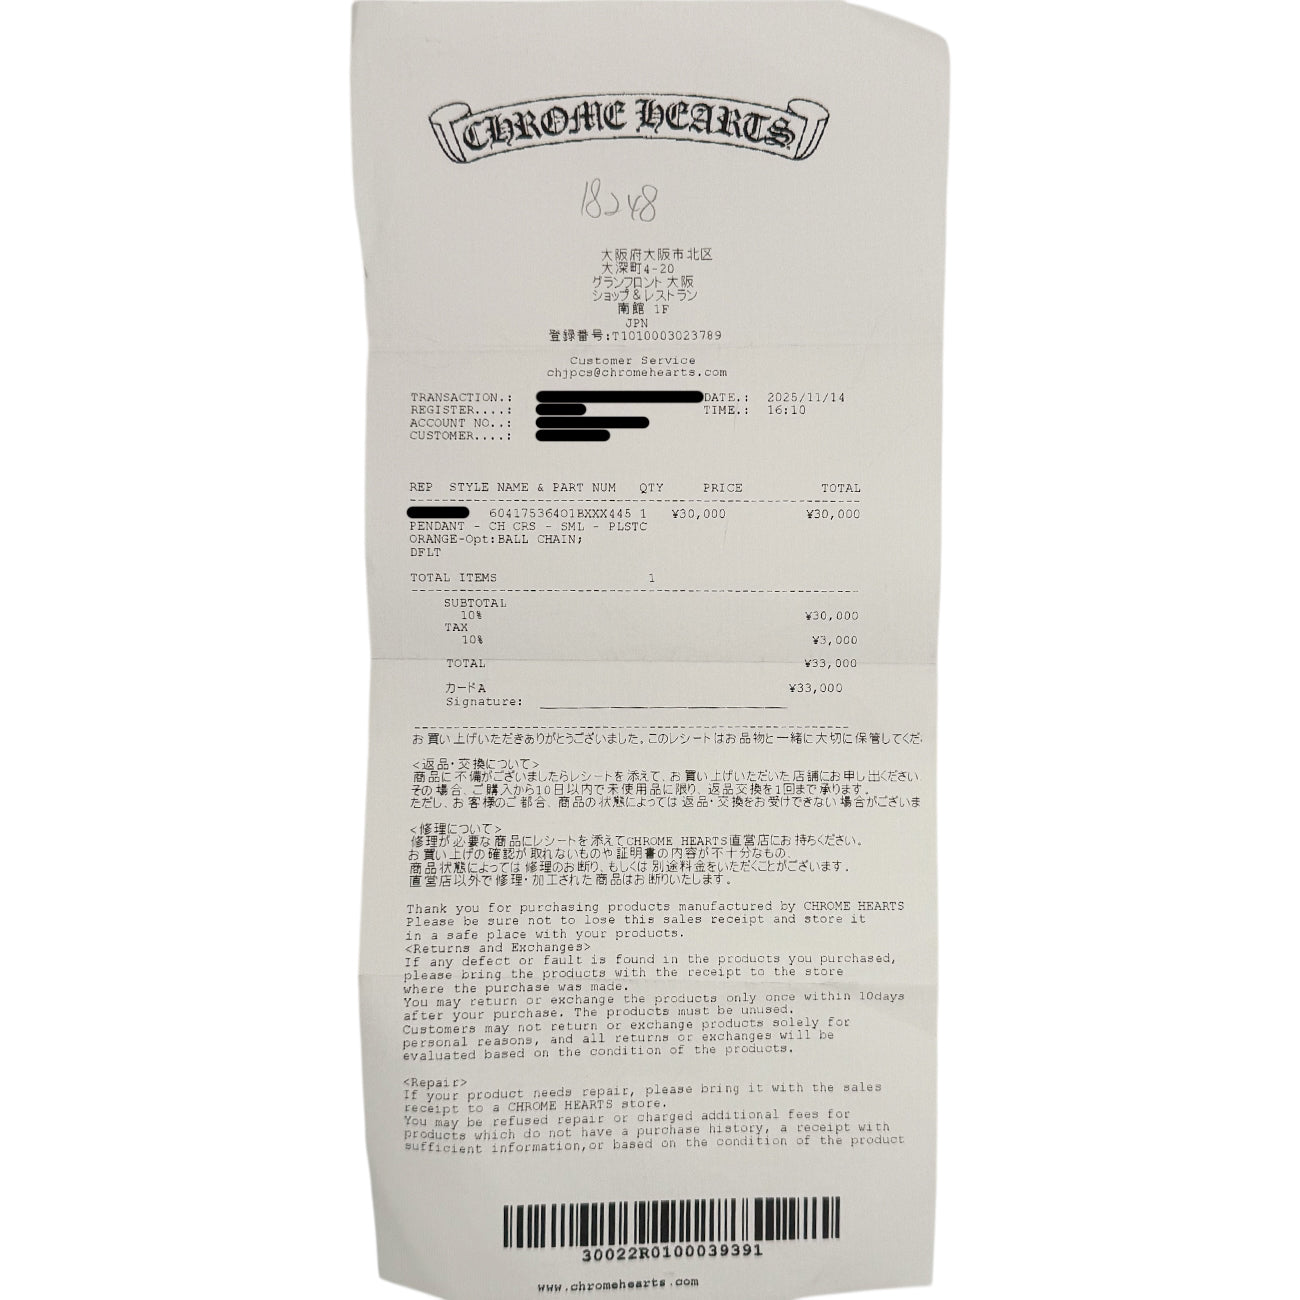 CHROME HEARTS
18248
大阪府大阪市北区
大深町4-20
グランフロント大阪
ショップ&レストラン
南館 1F
JPN
登録番号:T1010003023789
Customer Service
chjpcs@chromehearts.com
TRANSACTION.: DATE.: 2025/11/14
REGISTER....: TIME.: 16:10
ACCOUNT NO..:
CUSTOMER....:
REP STYLE NAME & PART NUM QTY PRICE TOTAL
60417536401BXXX445 1 ¥30,000 ¥30,000
PENDANT - CH CRS - SML - PLSTC
ORANGE-Opt:BALL CHAIN;
DFLT
TOTAL ITEMS 1
SUBTOTAL
10% ¥30,000
TAX
10% ¥3,000
TOTAL ¥33,000
カードA ¥33,000
Signature:
お買い上げいただきありがとうございました。このレシートはお品物と一緒に大切に保管してくだ
<返品・交換について>
商品に不備がございましたらレシートを添えて、お買い上げいただいた店舗にお申し出ください
その場合、ご購入から10日以内で未使用品に限り、返品交換を1回まで承ります。
ただし、お客様のご都合、商品の状態によっては返品・交換をお受けできない場合がございま
<修理について>
修理が必要な商品にレシートを添えてCHROME HEARTS直営店にお持ちください。
お買い上げの確認が取れないものや証明書の内容が不十分なもの、
商品状態によっては修理のお断り、もしくは別途料金をいただくことがございます。
直営店以外で修理・加工された商品はお断りいたします。
Thank you for purchasing products manufactured by CHROME HEARTS
Please be sure not to lose this sales receipt and store it
in a safe place with your products.
<Returns and Exchanges>
If any defect or fault is found in the products you purchased,
please bring the products with the receipt to the store
where the purchase was made.
You may return or exchange the products only once within 10days
after your purchase. The products must be unused.
Customers may not return or exchange products solely for
personal reasons, and all returns or exchanges will be
evaluated based on the condition of the products.
<Repair>
If your product needs repair, please bring it with the sales
receipt to a CHROME HEARTS store.
You may be refused repair or charged additional fees for
products which do not have a purchase history, a receipt with
sufficient information,or based on the condition of the product
30022R0100039391
www.chromehearts.com